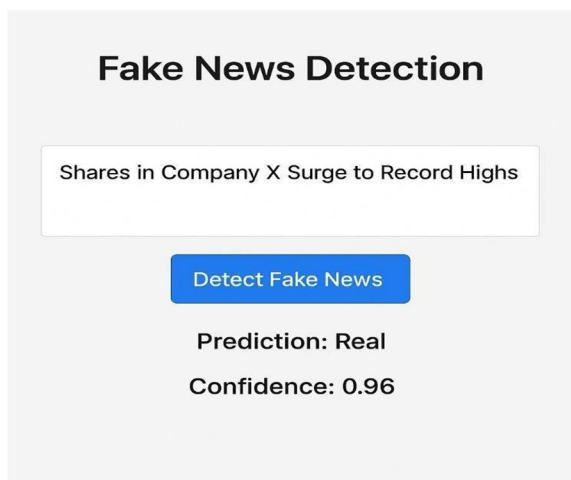 Fake News Detection
Shares in Company X Surge to Record Highs
Detect Fake News
Prediction: Real
Confidence: 0.96